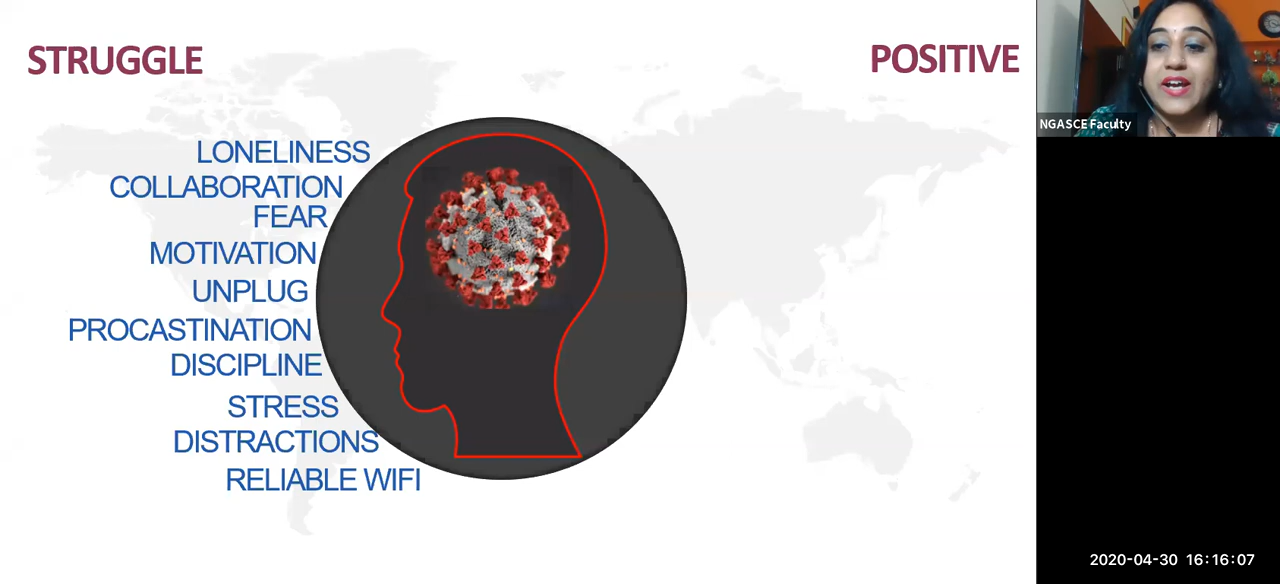 STRUGGLE
POSITIVE
LONELINESS
COLLABORATION
FEAR
MOTIVATION
UNPLUG
PROCASTINATION
DISCIPLINE
STRESS
DISTRACTIONS
RELIABLE WIFI
NGASCE Faculty
2020-04-30 16:16:07